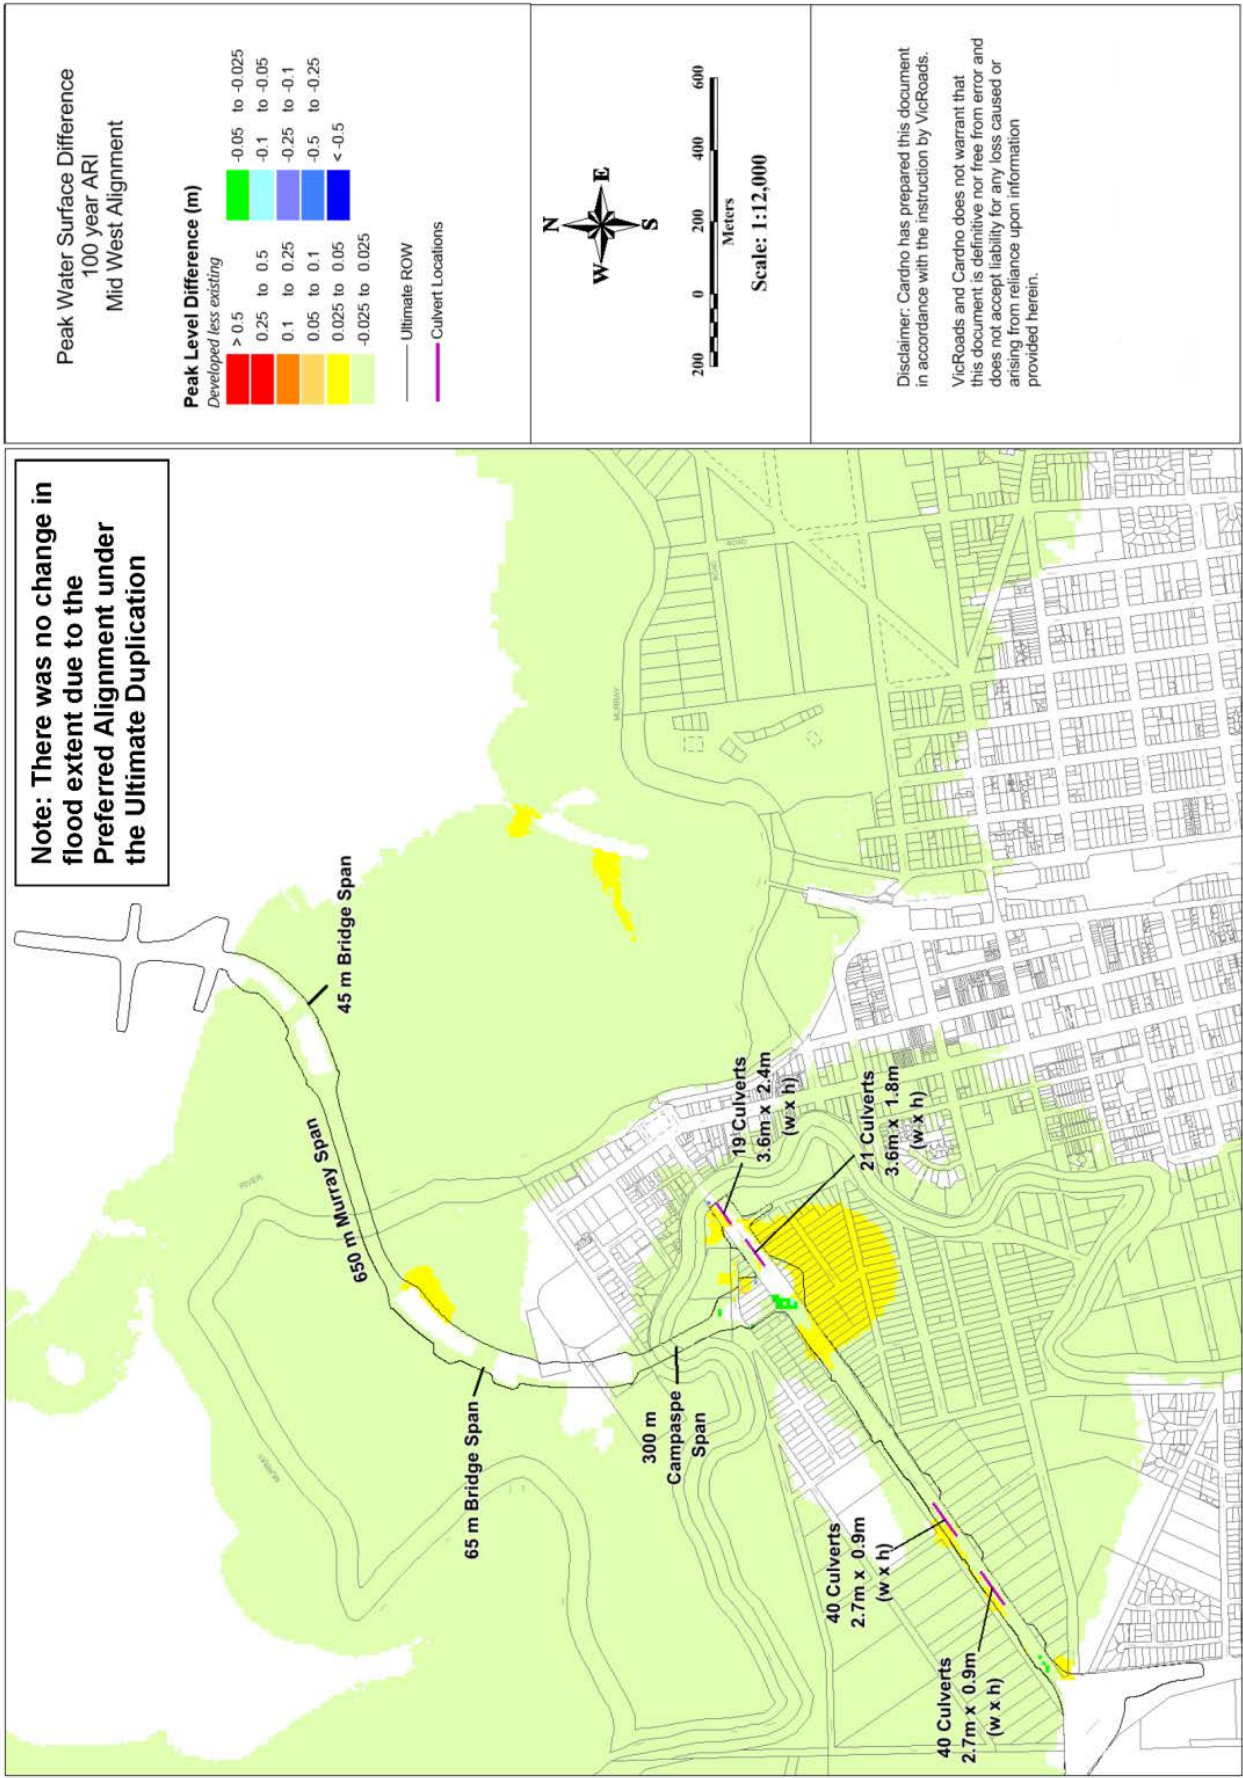 Note: There was no change in
flood extent due to the
Preferred Alignment under
the Ultimate Duplication
45 m Bridge Span
650 m Murray Span
65 m Bridge Span
300 m
Campaspe
Span
19 Culverts
3.6m x 2.4m
(w x h)
21 Culverts
3.6m x 1.8m
(w x h)
40 Culverts
2.7m x 0.9m
(w x h)
40 Culverts
2.7m x 0.9m
(w x h)
RIVER
MURRAY
MURRAY
ROAD
ROAD
Peak Water Surface Difference
100 year ARI
Mid West Alignment
Peak Level Difference (m)
Developed less existing
> 0.5
0.25 to 0.5
0.1 to 0.25
0.05 to 0.1
0.025 to 0.05
-0.025 to 0.025
-0.05 to -0.025
-0.1 to -0.05
-0.25 to -0.1
-0.5 to -0.25
< -0.5
Ultimate ROW
Culvert Locations
N
W E
S
200 0 200 400 600
Meters
Scale: 1:12,000
Disclaimer: Cardno has prepared this document
in accordance with the instruction by VicRoads.
VicRoads and Cardno does not warrant that
this document is definitive nor free from error and
does not accept liability for any loss caused or
arising from reliance upon information
provided herein.